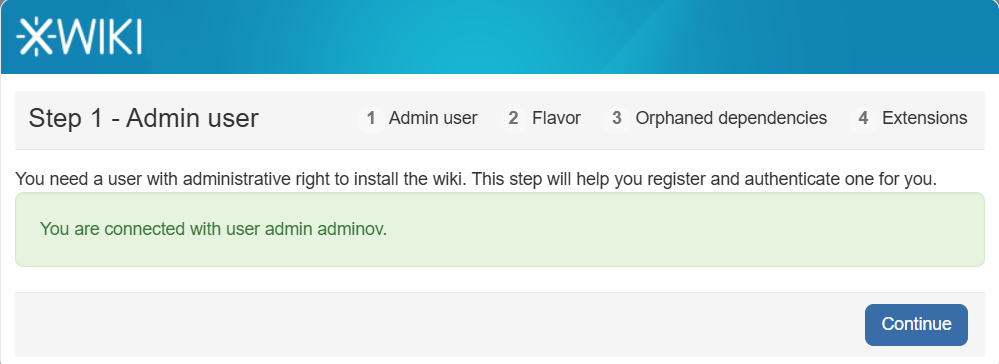 XWIKI
Step 1 - Admin user
1 Admin user 2 Flavor 3 Orphaned dependencies 4 Extensions
You need a user with administrative right to install the wiki. This step will help you register and authenticate one for you.
You are connected with user admin adminov.
Continue